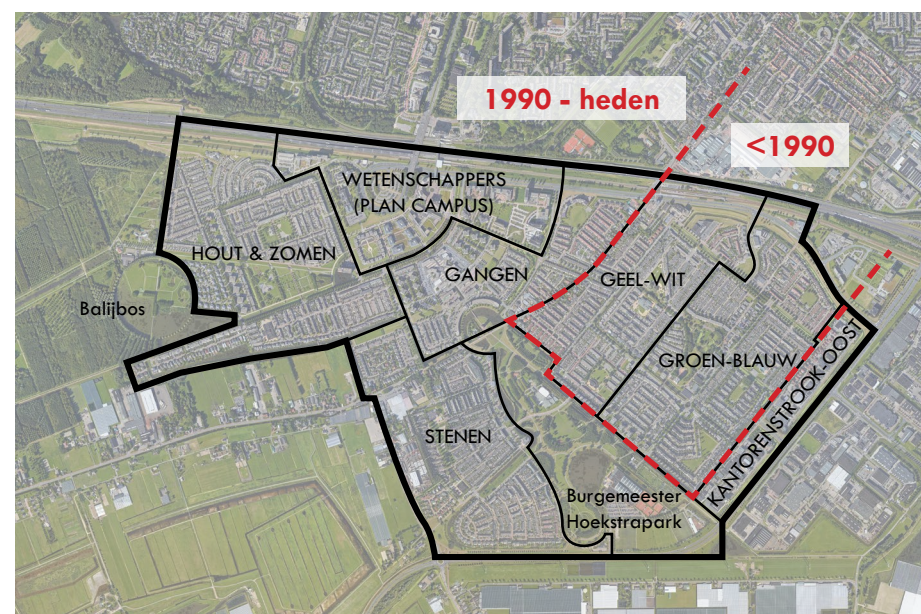 1990 - heden
<1990
WETENSCHAPPERS
(PLAN CAMPUS)
HOUT & ZOMEN
GANGEN
GEEL-WIT
Balijbos
GROEN-BLAUW
KANTORENSTROOK-OOST
STENEN
Burgemeester
Hoekstrapark